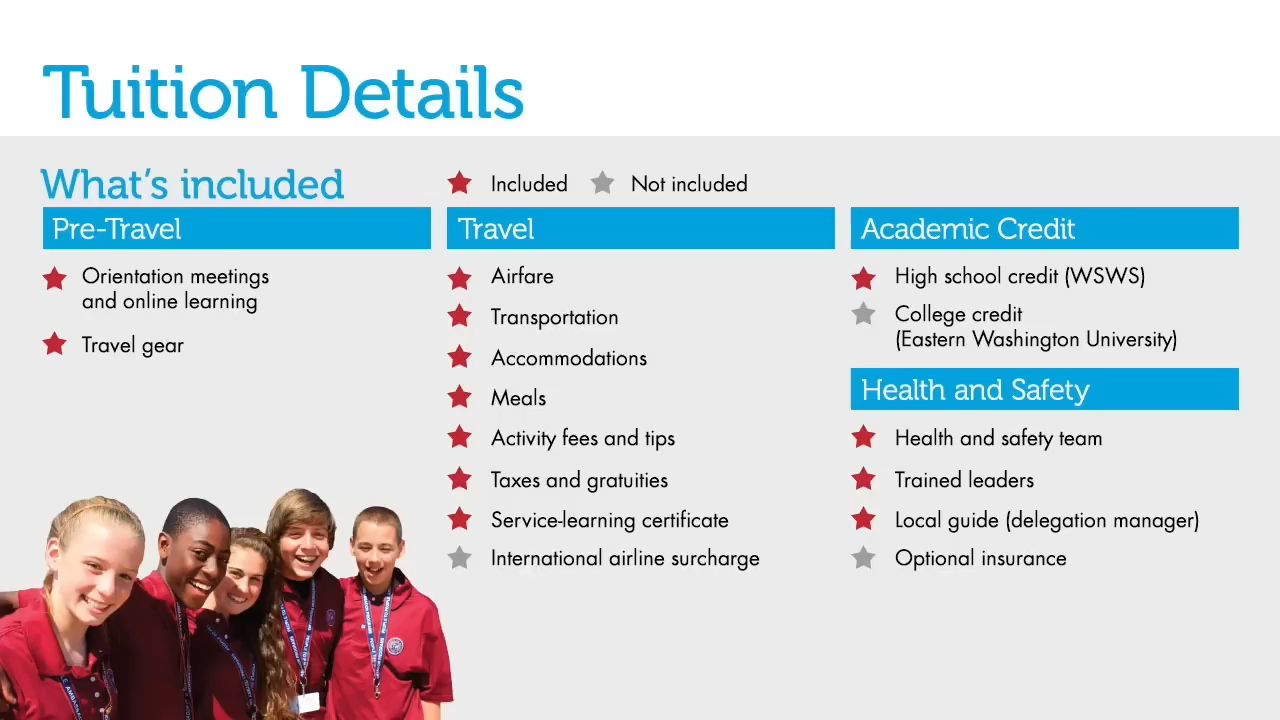 Tuition Details
What's included
Included
Not included
Pre-Travel
Orientation meetings
and online learning
Travel gear
Travel
Airfare
Transportation
Accommodations
Meals
Activity fees and tips
Taxes and gratuities
Service-learning certificate
International airline surcharge
Academic Credit
High school credit (WSWS)
College credit
(Eastern Washington University)
Health and Safety
Health and safety team
Trained leaders
Local guide (delegation manager)
Optional insurance